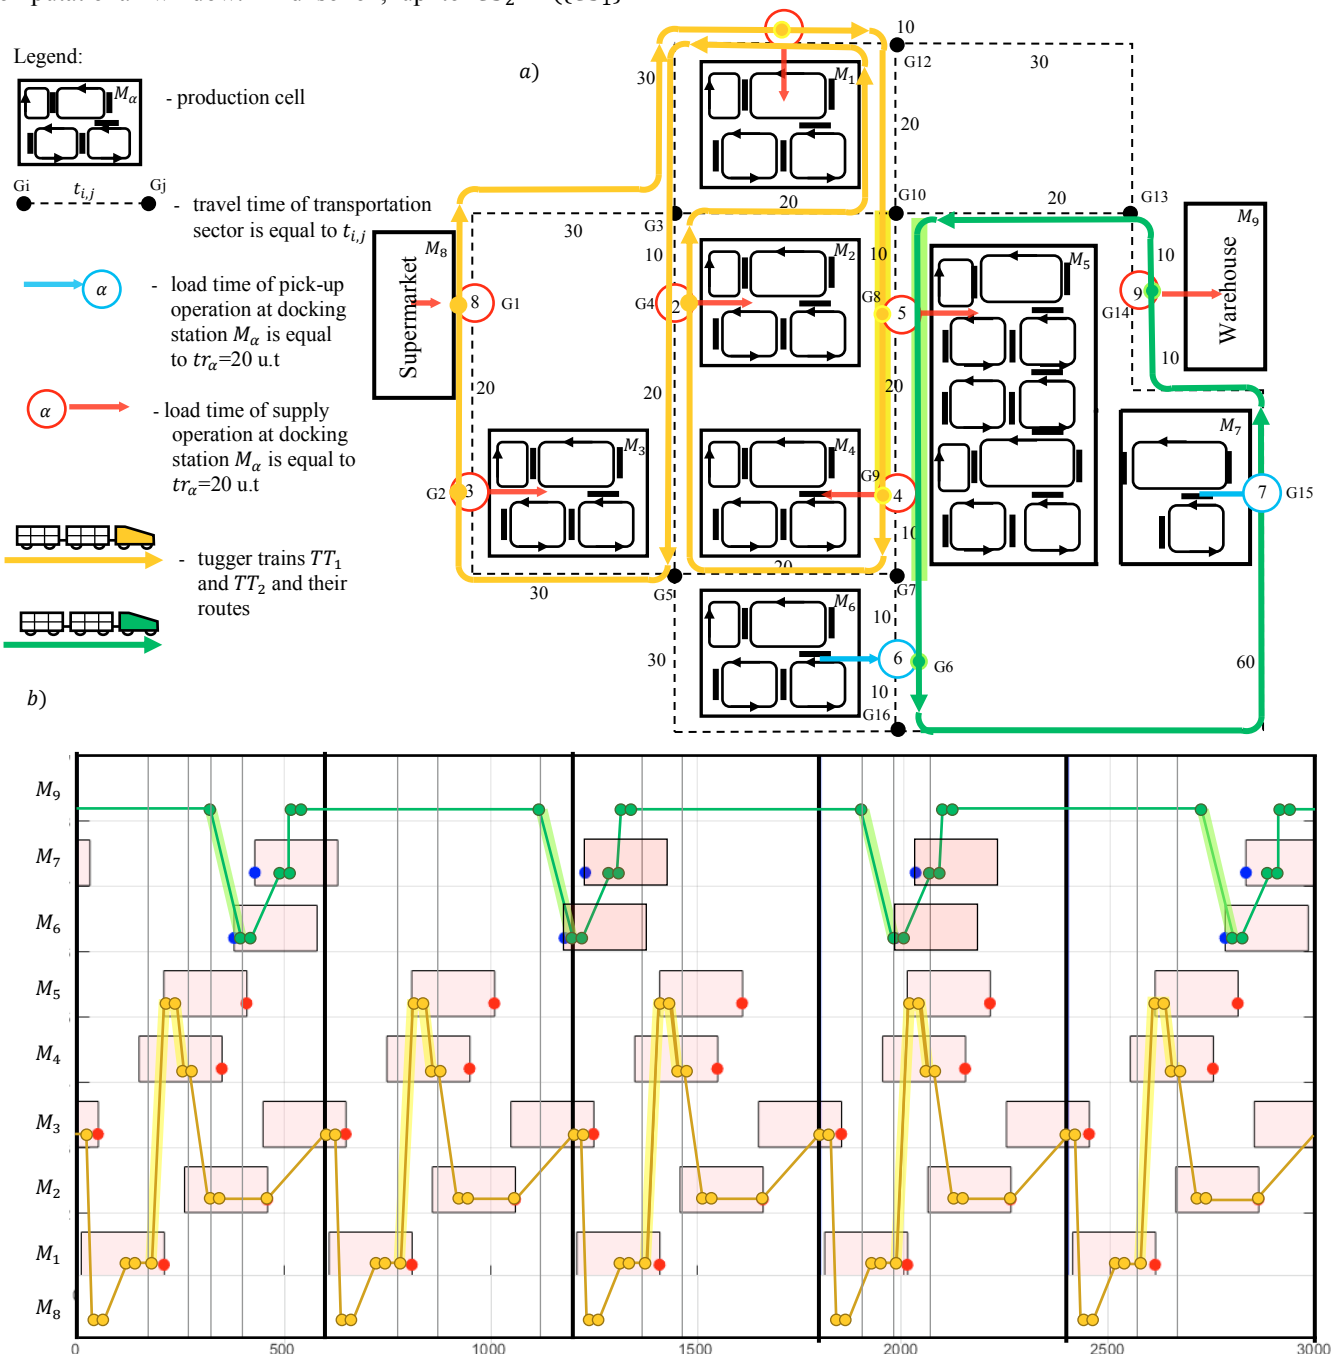 Legend:
a)
Mα
- production cell
Gi
ti,j
Gj
- travel time of transportation
sector is equal to ti,j
α
- load time of pick-up
operation at docking
station Mα is equal
to trα=20 u.t
α
- load time of supply
operation at docking
station Mα is equal to
trα=20 u.t
- tugger trains TT1
and TT2 and their
routes
10
G12
30
30
M1
20
20
G10
20
G13
G3
30
M8
Supermarket
8
G1
10
G4
2
M2
10
G8
5
M5
10
9
G14
M9
Warehouse
10
20
20
20
M3
G2
3
M4
G9
4
10
M7
7
G15
30
G5
20
G7
M6
10
30
6
G6
10
G16
60
b)
M9
M7
M6
M5
M4
M3
M2
M1
M8
0
500
1000
1500
2000
2500
3000